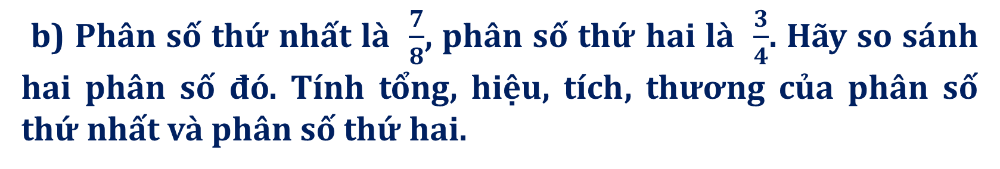 b) Phân số thứ nhất là 7/8, phân số thứ hai là 3/4. Hãy so sánh
hai phân số đó. Tính tổng, hiệu, tích, thương của phân số
thứ nhất và phân số thứ hai.